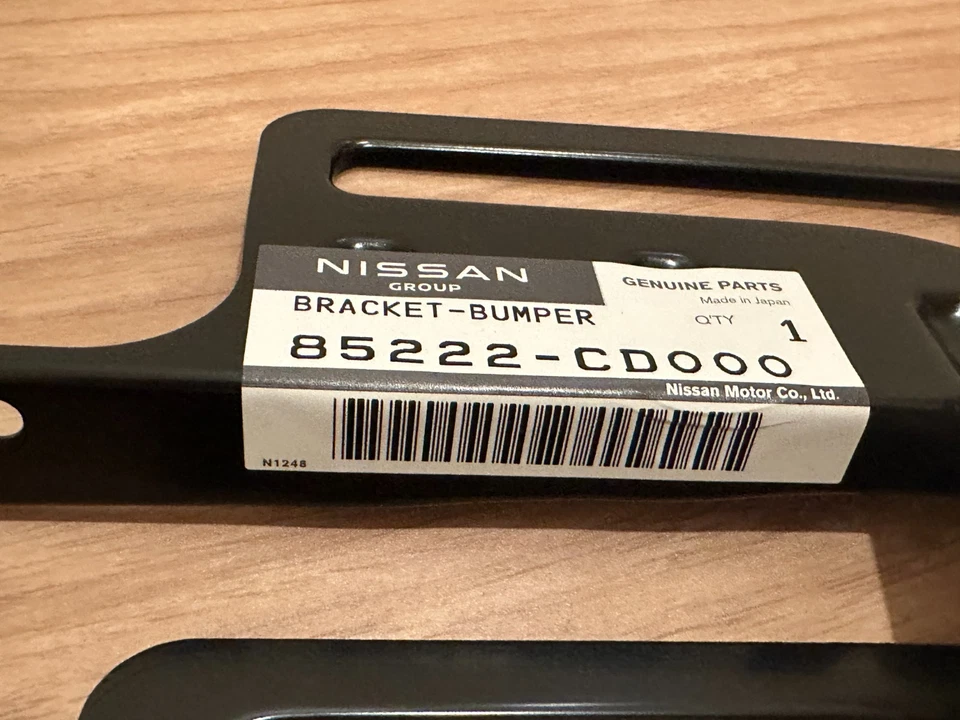 NISSAN
GROUP
GENUINE PARTS
Made in Japan
BRACKET-BUMPER
Q'TY 1
85222-CD000
Nissan Motor Co., Ltd.
N1248